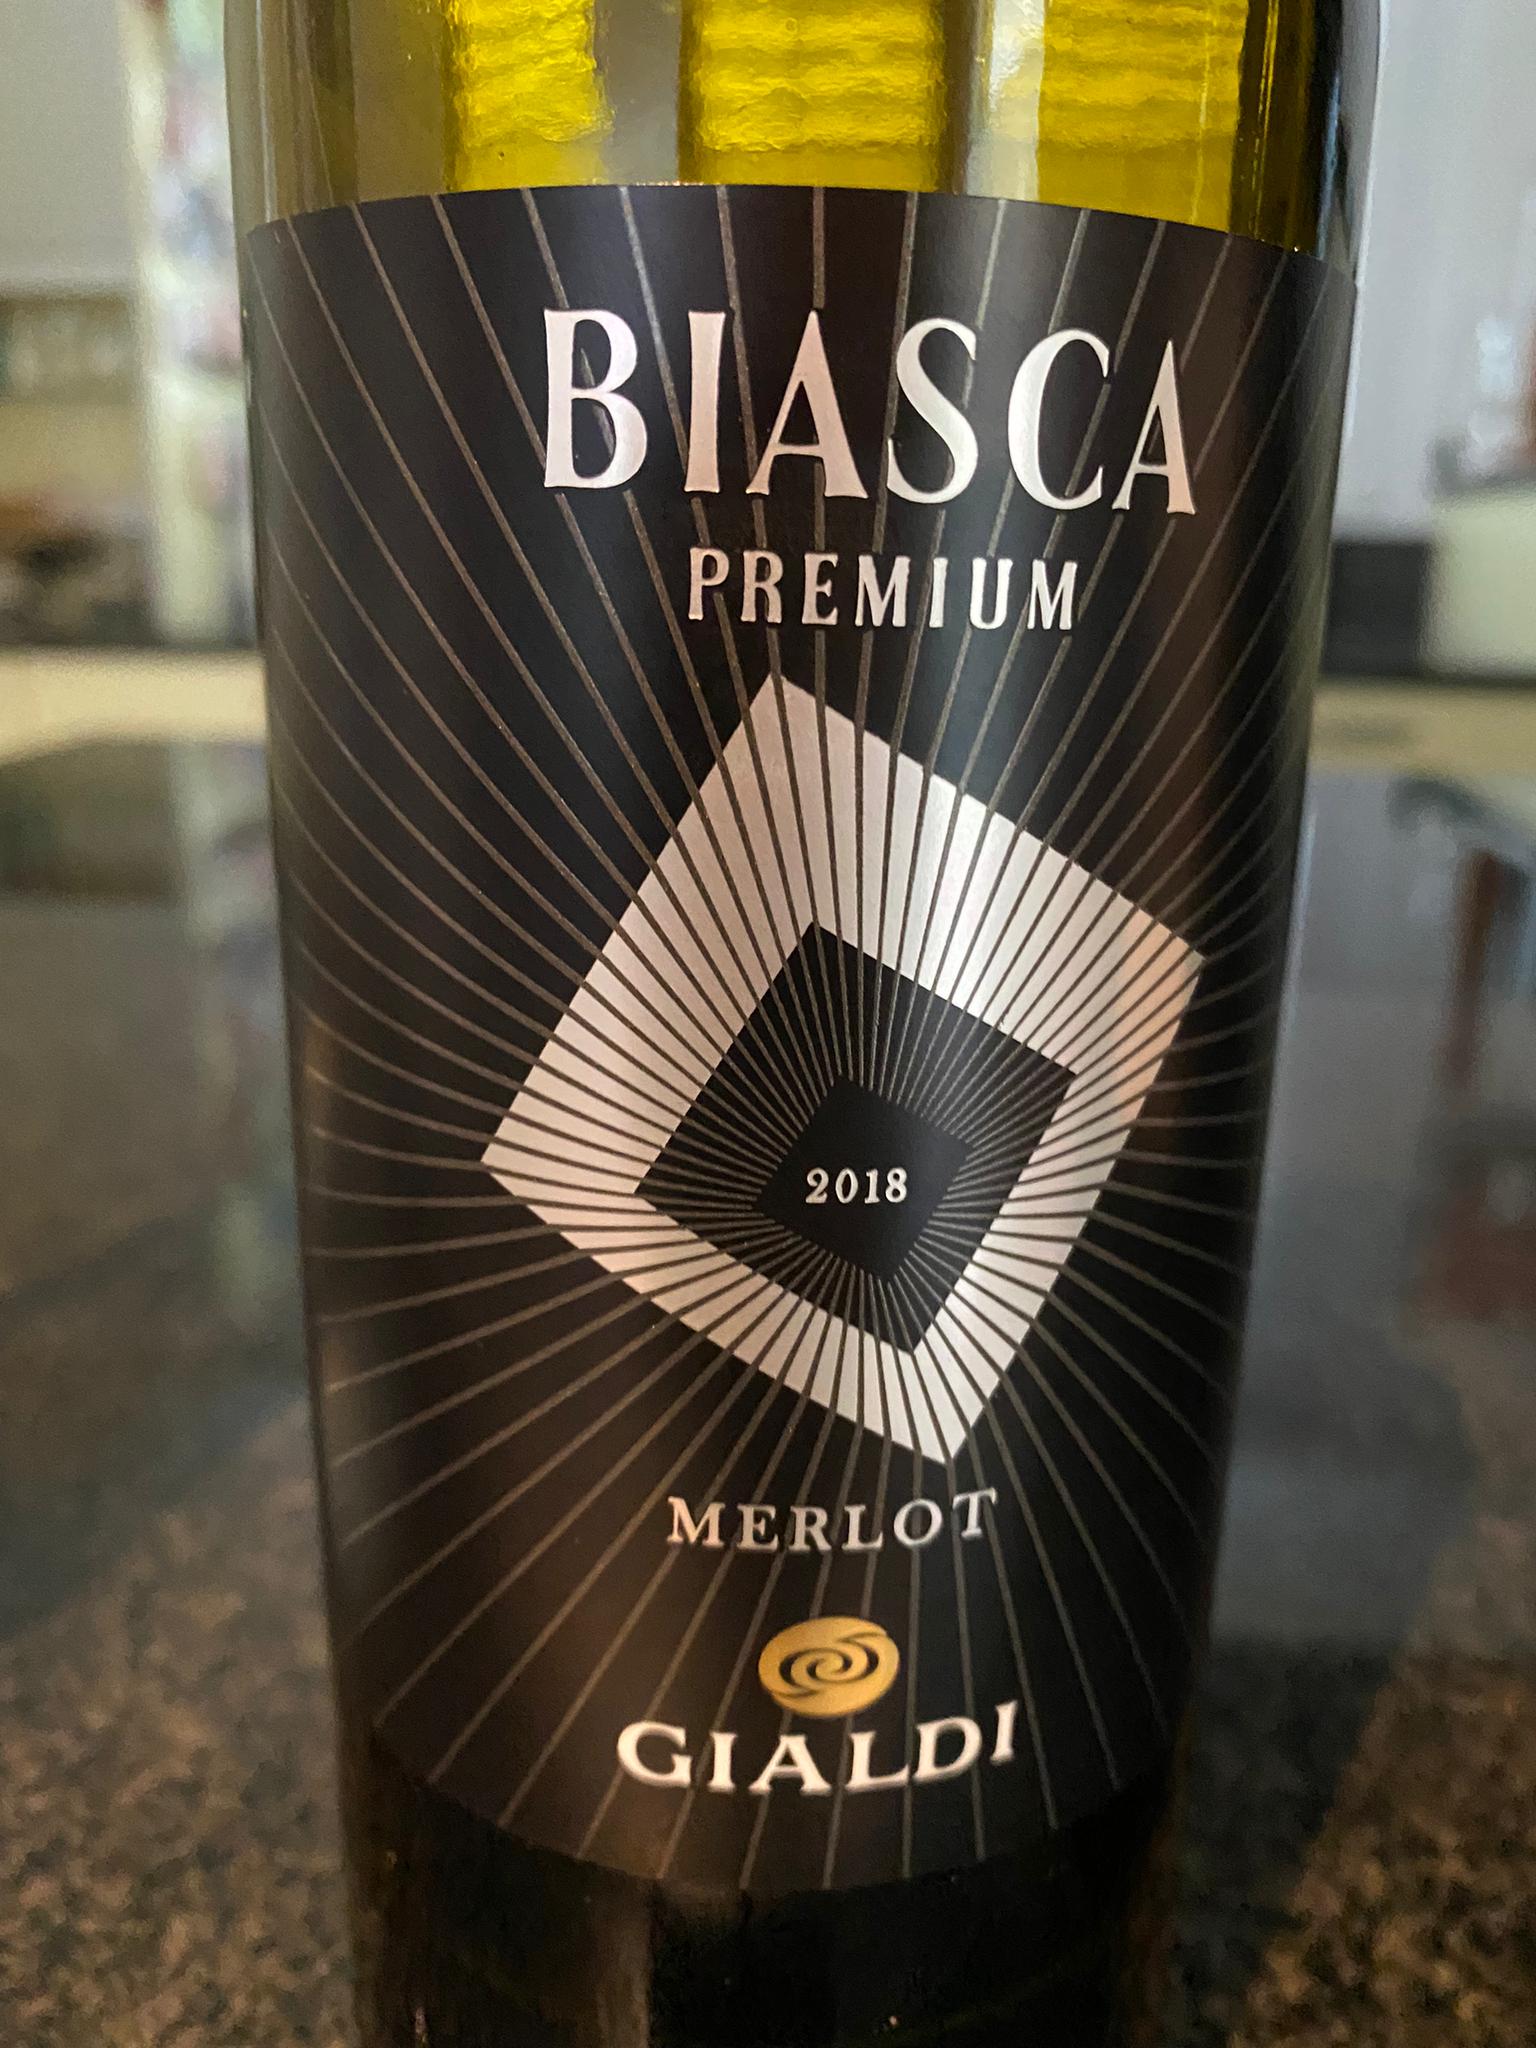 BIASCA
PREMIUM
2018
MERLOT
GIALDI